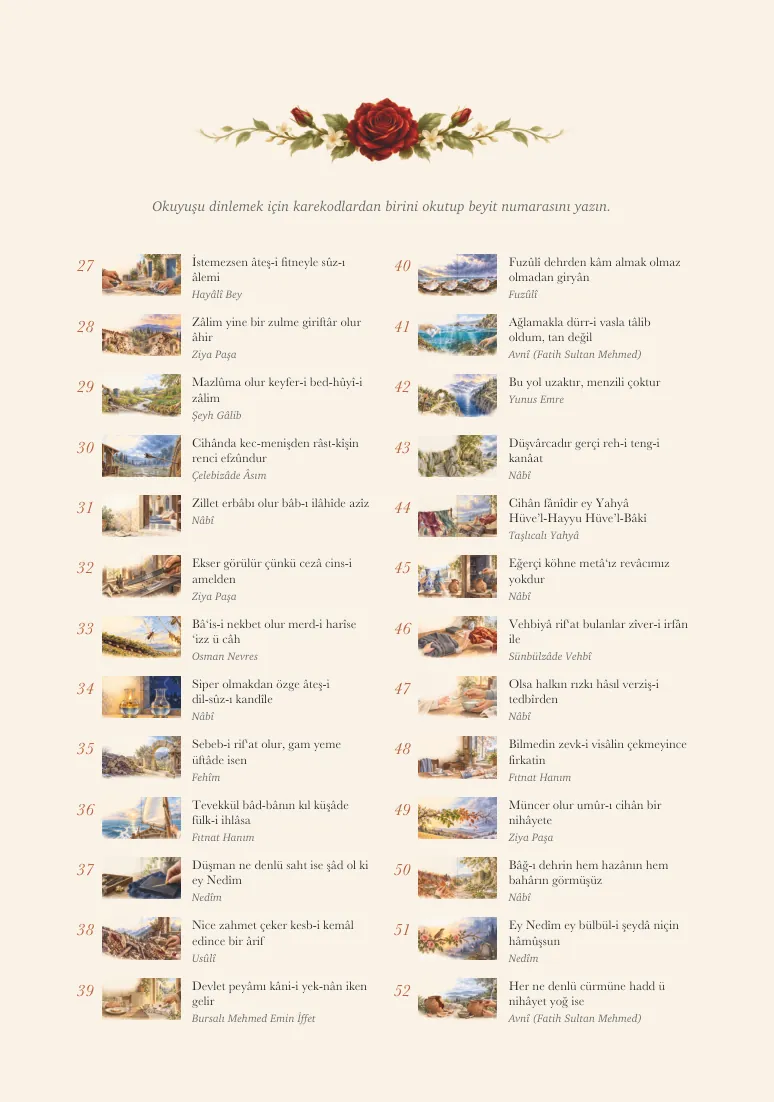 Okuyuşu dinlemek için karekodlardan birini okutup beyit numarasını yazın.
27
İstemezsen âteş-i fitneyle sûz-ı
âlemi
Hayâlî Bey
28
Zâlim yine bir zulme giriftâr olur
âhir
Ziya Paşa
29
Mazlûma olur keyfer-i bed-hûyî-i
zâlim
Şeyh Gâlib
30
Cihânda kec-menişden râst-kîşin
renci efzûndur
Çelebizâde Âsım
31
Zillet erbâbı olur bâb-ı ilâhîde azîz
Nâbî
32
Ekser görülür çünkü cezâ cins-i
amelden
Ziya Paşa
33
Bâ‘is-i nekbet olur merd-i harîse
‘izz ü câh
Osman Nevres
34
Siper olmakdan özge âteş-i
dil-sûz-ı kandîle
Nâbî
35
Sebeb-i rif‘at olur, gam yeme
üftâde isen
Fehîm
36
Tevekkül bâd-bânın kıl küşâde
fülk-i ihlâsa
Fıtnat Hanım
37
Düşman ne denlü saht ise şâd ol ki
ey Nedîm
Nedîm
38
Nice zahmet çeker kesb-i kemâl
edince bir ârif
Usûlî
39
Devlet peyâmı kâni-i yek-nân iken
gelir
Bursalı Mehmed Emin İffet
40
Fuzûlî dehrden kâm almak olmaz
olmadan giryân
Fuzûlî
41
Ağlamakla dürr-i vasla tâlib
oldum, tan değil
Avnî (Fatih Sultan Mehmed)
42
Bu yol uzaktır, menzili çoktur
Yunus Emre
43
Düşvârcadır gerçi reh-i teng-i
kanâat
Nâbî
44
Cihân fânîdir ey Yahyâ
Hüve’l-Hayyu Hüve’l-Bâkî
Taşlıcalı Yahyâ
45
Eğerçi köhne metâ‘ız revâcımız
yokdur
Nâbî
46
Vehbiyâ rif‘at bulanlar zîver-i irfân
ile
Sünbülzâde Vehbî
47
Olsa halkın rızkı hâsıl verziş-i
tedbîrden
Nâbî
48
Bilmedin zevk-i visâlin çekmeyince
firkatin
Fıtnat Hanım
49
Müncer olur umûr-ı cihân bir
nihâyete
Ziya Paşa
50
Bâğ-ı dehrin hem hazânın hem
bahârın görmüşüz
Nâbî
51
Ey Nedîm ey bülbül-i şeydâ niçin
hâmûşsun
Nedîm
52
Her ne denlü cürmüne hadd ü
nihâyet yoğ ise
Avnî (Fatih Sultan Mehmed)